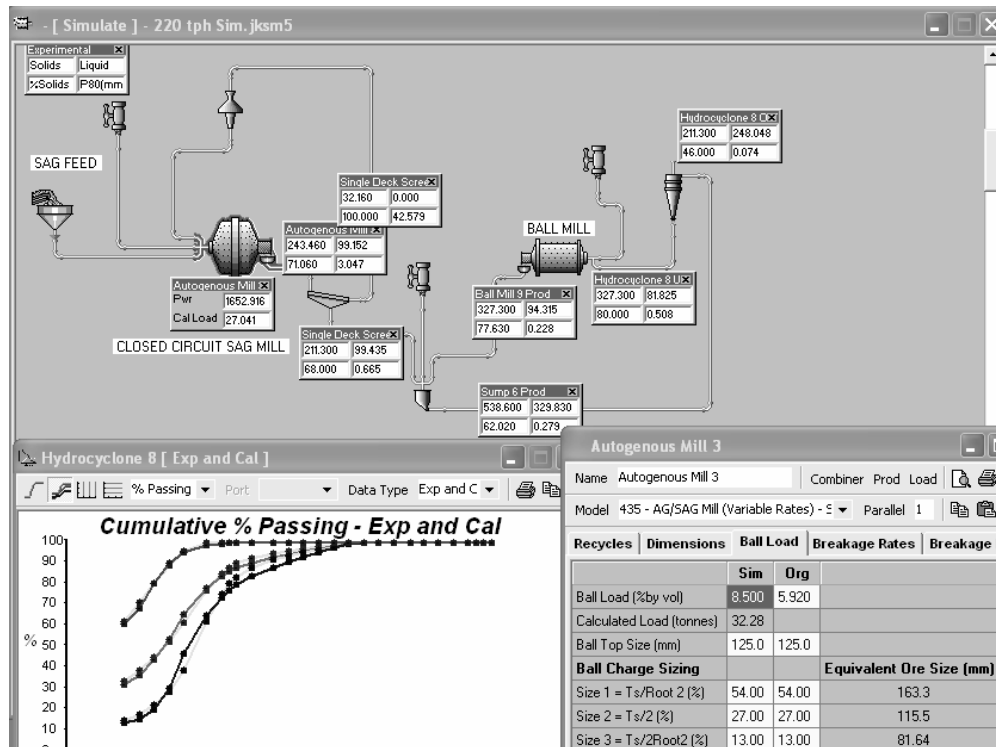 - [ Simulate ] - 220 tph Sim.jksm5
Experimental
Solids Liquid
%Solids P80(mm
SAG FEED
Hydrocyclone 8 O
211.300 248.048
46.000 0.074
Single Deck Scree
32.160 0.000
100.000 42.579
Autogenous Mill
243.460 99.152
71.060 3.047
BALL MILL
Autogenous Mill
Pwr 1652.916
Cal Load 27.041
Ball Mill 9 Prod
327.300 94.315
77.630 0.228
Hydrocyclone 8 U
327.300 81.825
80.000 0.508
CLOSED CIRCUIT SAG MILL
Single Deck Scree
211.300 99.435
68.000 0.665
Sump 6 Prod
538.600 329.830
62.020 0.279
Hydrocyclone 8 [ Exp and Cal ]
% Passing Port Data Type Exp and C
Cumulative % Passing - Exp and Cal
100
90
80
70
60
% 50
40
30
20
10
Autogenous Mill 3
Name Autogenous Mill 3 Combiner Prod Load
Model 435 - AG/SAG Mill (Variable Rates) - S Parallel 1
Recycles Dimensions Ball Load Breakage Rates Breakage
Sim Org
Ball Load (%by vol) 8.500 5.920
Calculated Load (tonnes) 32.28
Ball Top Size (mm) 125.0 125.0
Ball Charge Sizing Equivalent Ore Size (mm)
Size 1 = Ts/Root 2 (%) 54.00 54.00 163.3
Size 2 = Ts/2 (%) 27.00 27.00 115.5
Size 3 = Ts/2Root2 (%) 13.00 13.00 81.64